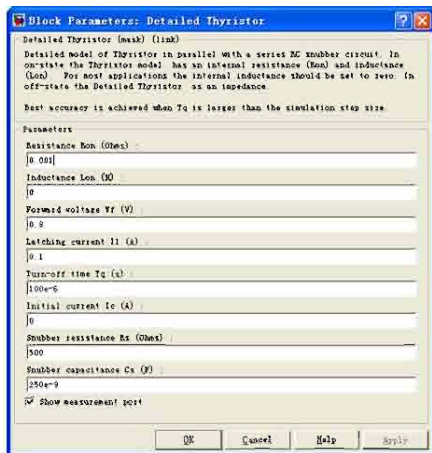 Block Parameters: Detailed Thyristor
Detailed Thyristor (mask) (link)
Detailed model of Thyristor in parallel with a series RC snubber circuit. In
on-state the Thyristor model has an internal resistance (Ron) and inductance
(Lon) For most applications the internal inductance should be set to zero. In
off-state the Detailed Thyristor as an impedance.
Best accuracy is achieved when Tq is larger than the simulation step size.
Parameters
Resistance Ron (Ohms) :
0.001
Inductance Lon (H) :
0
Forward voltage Vf (V) :
0.8
Latching current Il (A) :
0.1
Turn-off time Tq (s) :
100e-6
Initial current Ic (A) :
0
Snubber resistance Rs (Ohms) :
500
Snubber capacitance Cs (F) :
250e-9
Show measurement port
OK
Cancel
Help
Apply